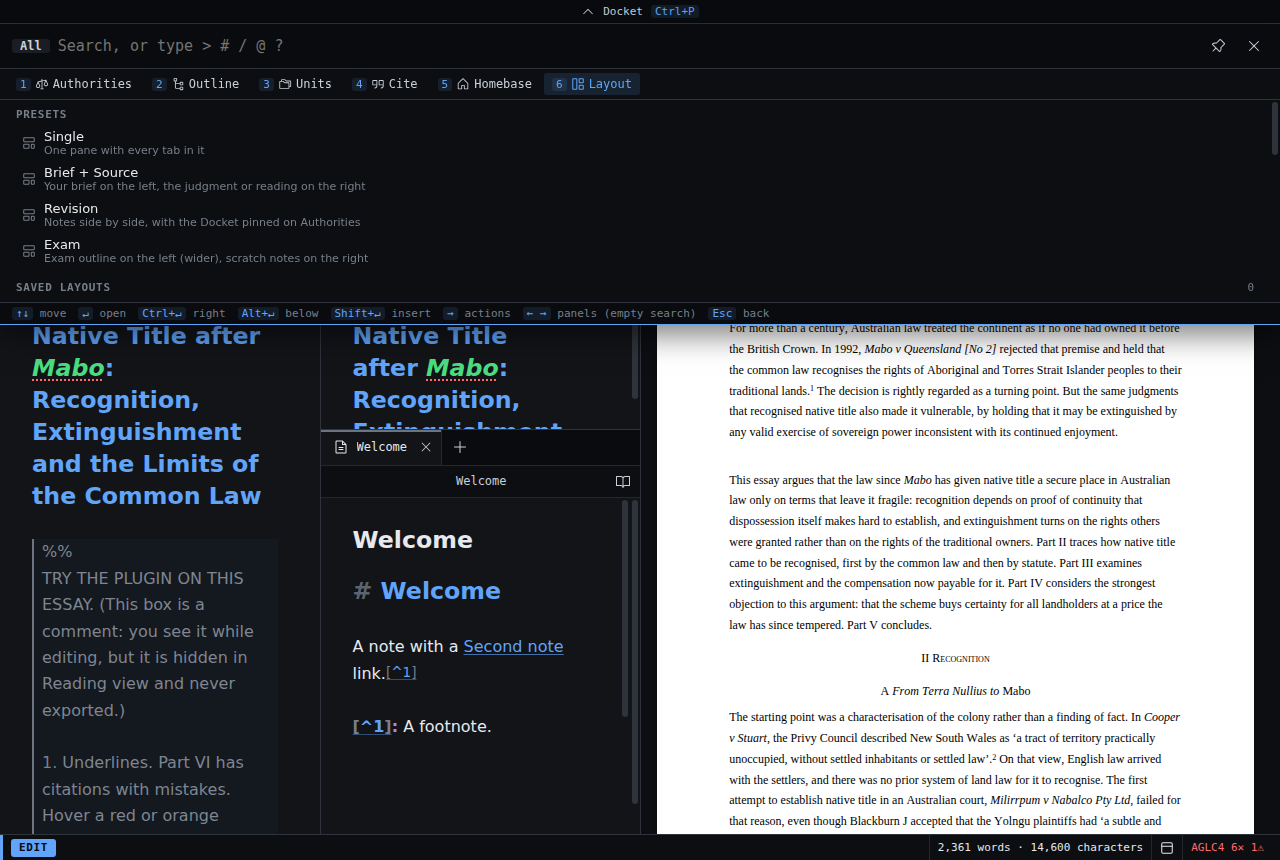 Docket Ctrl+P
All Search, or type > # / @ ?
1 Authorities 2 Outline 3 Units 4 Cite 5 Homebase 6 Layout
PRESETS
Single
One pane with every tab in it
Brief + Source
Your brief on the left, the judgment or reading on the right
Revision
Notes side by side, with the Docket pinned on Authorities
Exam
Exam outline on the left (wider), scratch notes on the right
SAVED LAYOUTS 0
↑↓ move ↵ open Ctrl+↵ right Alt+↵ below Shift+↵ insert → actions ← → panels (empty search) Esc back
Native Title after
Mabo:
Recognition,
Extinguishment
and the Limits of
the Common Law
%%
TRY THE PLUGIN ON THIS
ESSAY. (This box is a
comment: you see it while
editing, but it is hidden in
Reading view and never
exported.)
1. Underlines. Part VI has
citations with mistakes.
Hover a red or orange
Native Title
after Mabo:
Recognition,
Extinguishment
Welcome
Welcome
Welcome
# Welcome
A note with a Second note
link.[^1]
[^1]: A footnote.
For more than a century, Australian law treated the continent as if no one had owned it before
the British Crown. In 1992, Mabo v Queensland [No 2] rejected that premise and held that
the common law recognises the rights of Aboriginal and Torres Strait Islander peoples to their
traditional lands.1 The decision is rightly regarded as a turning point. But the same judgments
that recognised native title also made it vulnerable, by holding that it may be extinguished by
any valid exercise of sovereign power inconsistent with its continued enjoyment.
This essay argues that the law since Mabo has given native title a secure place in Australian
law only on terms that leave it fragile: recognition depends on proof of continuity that
dispossession itself makes hard to establish, and extinguishment turns on the rights others
were granted rather than on the rights of the traditional owners. Part II traces how native title
came to be recognised, first by the common law and then by statute. Part III examines
extinguishment and the compensation now payable for it. Part IV considers the strongest
objection to this argument: that the scheme buys certainty for all landholders at a price the
law has since tempered. Part V concludes.
II Recognition
A From Terra Nullius to Mabo
The starting point was a characterisation of the colony rather than a finding of fact. In Cooper
v Stuart, the Privy Council described New South Wales as ‘a tract of territory practically
unoccupied, without settled inhabitants or settled law’.2 On that view, English law arrived
with the settlers, and there was no prior system of land law for it to recognise. The first
attempt to establish native title in an Australian court, Milirrpum v Nabalco Pty Ltd, failed for
that reason, even though Blackburn J accepted that the Yolngu plaintiffs had ‘a subtle and
EDIT 2,361 words · 14,600 characters AGLC4 6× 1⚠